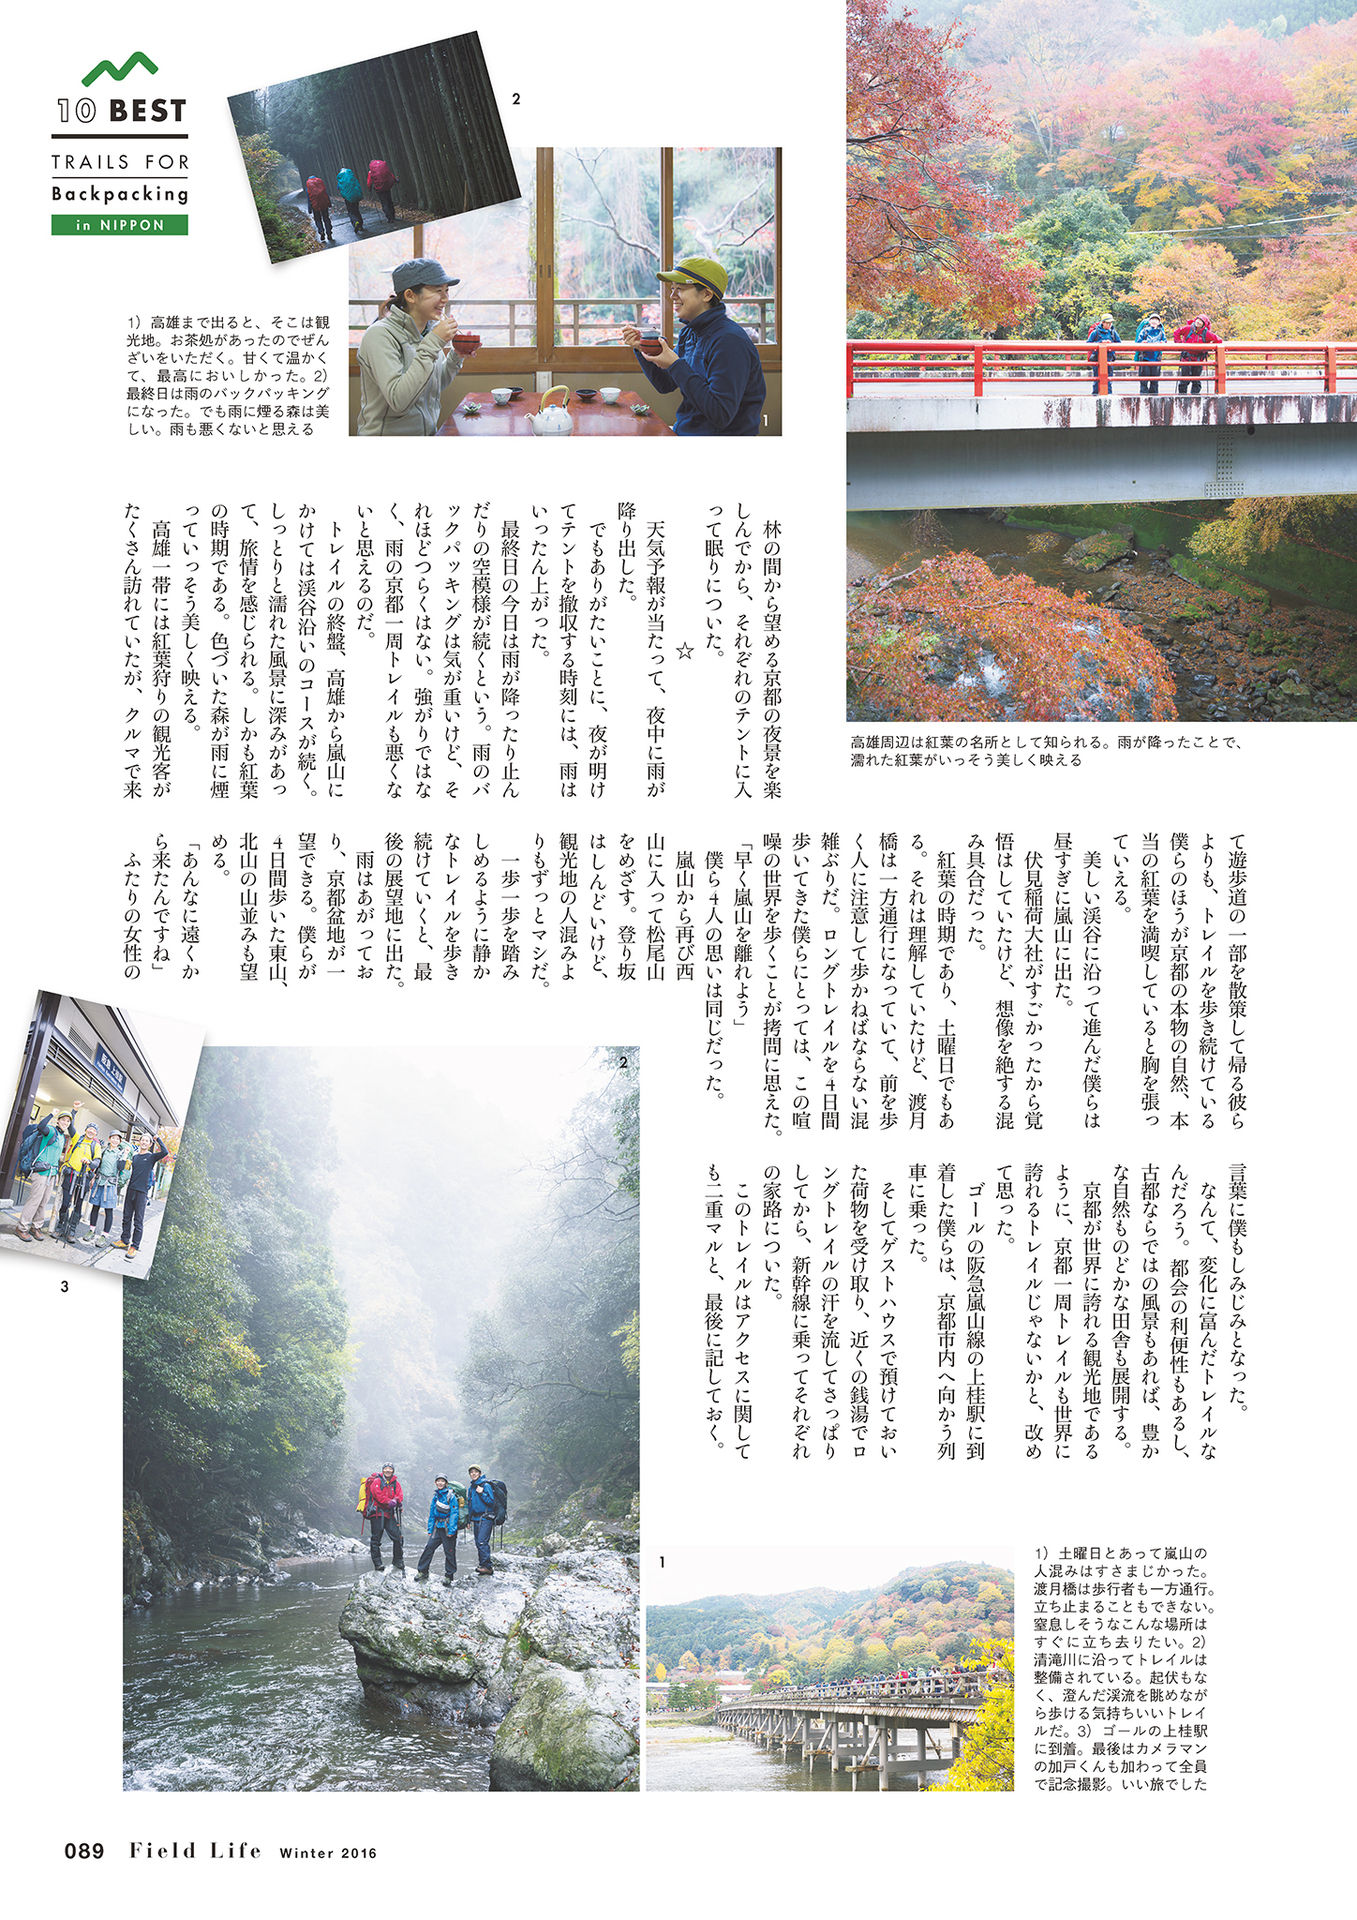 10 BEST
TRAILS FOR
Backpacking
in NIPPON
2
1
1）高雄まで出ると、そこは観
光地。お茶処があったのでぜん
ざいをいただく。甘くて温かく
て、最高においしかった。2）
最終日は雨のバックパッキング
になった。でも雨に煙る森は美
しい。雨も悪くないと思える
高雄周辺は紅葉の名所として知られる。雨が降ったことで、
濡れた紅葉がいっそう美しく映える
林の間から望める京都の夜景を楽
しんでから、それぞれのテントに入
って眠りについた。
☆
天気予報が当たって、夜中に雨が
降り出した。
でもありがたいことに、夜が明け
てテントを撤収する時刻には、雨は
いったん上がった。
最終日の今日は雨が降ったり止ん
だりの空模様が続くという。雨のバ
ックパッキングは気が重いけど、そ
れほどつらくはない。強がりではな
く、雨の京都一周トレイルも悪くな
いと思えるのだ。
トレイルの終盤、高雄から嵐山に
かけては渓谷沿いのコースが続く。
しっとりと濡れた風景に深みがあっ
て、旅情を感じられる。しかも紅葉
の時期である。色づいた森が雨に煙
っていっそう美しく映える。
高雄一帯には紅葉狩りの観光客が
たくさん訪れていたが、クルマで来
て遊歩道の一部を散策して帰る彼ら
よりも、トレイルを歩き続けている
僕らのほうが京都の本物の自然、本
当の紅葉を満喫していると胸を張っ
ていえる。
美しい渓谷に沿って進んだ僕らは
昼すぎに嵐山に出た。
伏見稲荷大社がすごかったから覚
悟はしていたけど、想像を絶する混
み具合だった。
紅葉の時期であり、土曜日でもあ
る。それは理解していたけど、渡月
橋は一方通行になっていて、前を歩
く人に注意して歩かねばならない混
雑ぶりだ。ロングトレイルを4日間
歩いてきた僕らにとっては、この喧
噪の世界を歩くことが拷問に思えた。
「早く嵐山を離れよう」
僕ら4人の思いは同じだった。
嵐山から再び西
山に入って松尾山
をめざす。登り坂
はしんどいけど、
観光地の人混みよ
りもずっとマシだ。
一歩一歩を踏み
しめるように静か
なトレイルを歩き
続けていくと、最
後の展望地に出た。
雨はあがってお
り、京都盆地が一
望できる。僕らが
4日間歩いた東山、
北山の山並みも望
める。
「あんなに遠くか
ら来たんですね」
ふたりの女性の
言葉に僕もしみじみとなった。
なんて、変化に富んだトレイルな
んだろう。都会の利便性もあるし、
古都ならではの風景もあれば、豊か
な自然ものどかな田舎も展開する。
京都が世界に誇れる観光地である
ように、京都一周トレイルも世界に
誇れるトレイルじゃないかと、改め
て思った。
ゴールの阪急嵐山線の上桂駅に到
着した僕らは、京都市内へ向かう列
車に乗った。
そしてゲストハウスで預けておい
た荷物を受け取り、近くの銭湯でロ
ングトレイルの汗を流してさっぱり
してから、新幹線に乗ってそれぞれ
の家路についた。
このトレイルはアクセスに関して
も二重マルと、最後に記しておく。
2
3
1
1）土曜日とあって嵐山の
人混みはすさまじかった。
渡月橋は歩行者も一方通行。
立ち止まることもできない。
窒息しそうなこんな場所は
すぐに立ち去りたい。2）
清滝川に沿ってトレイルは
整備されている。起伏もな
く、澄んだ渓流を眺めなが
ら歩ける気持ちいいトレイ
ルだ。3）ゴールの上桂駅
に到着。最後はカメラマン
の加戸くんも加わって全員
で記念撮影。いい旅でした
089 Field Life Winter 2016